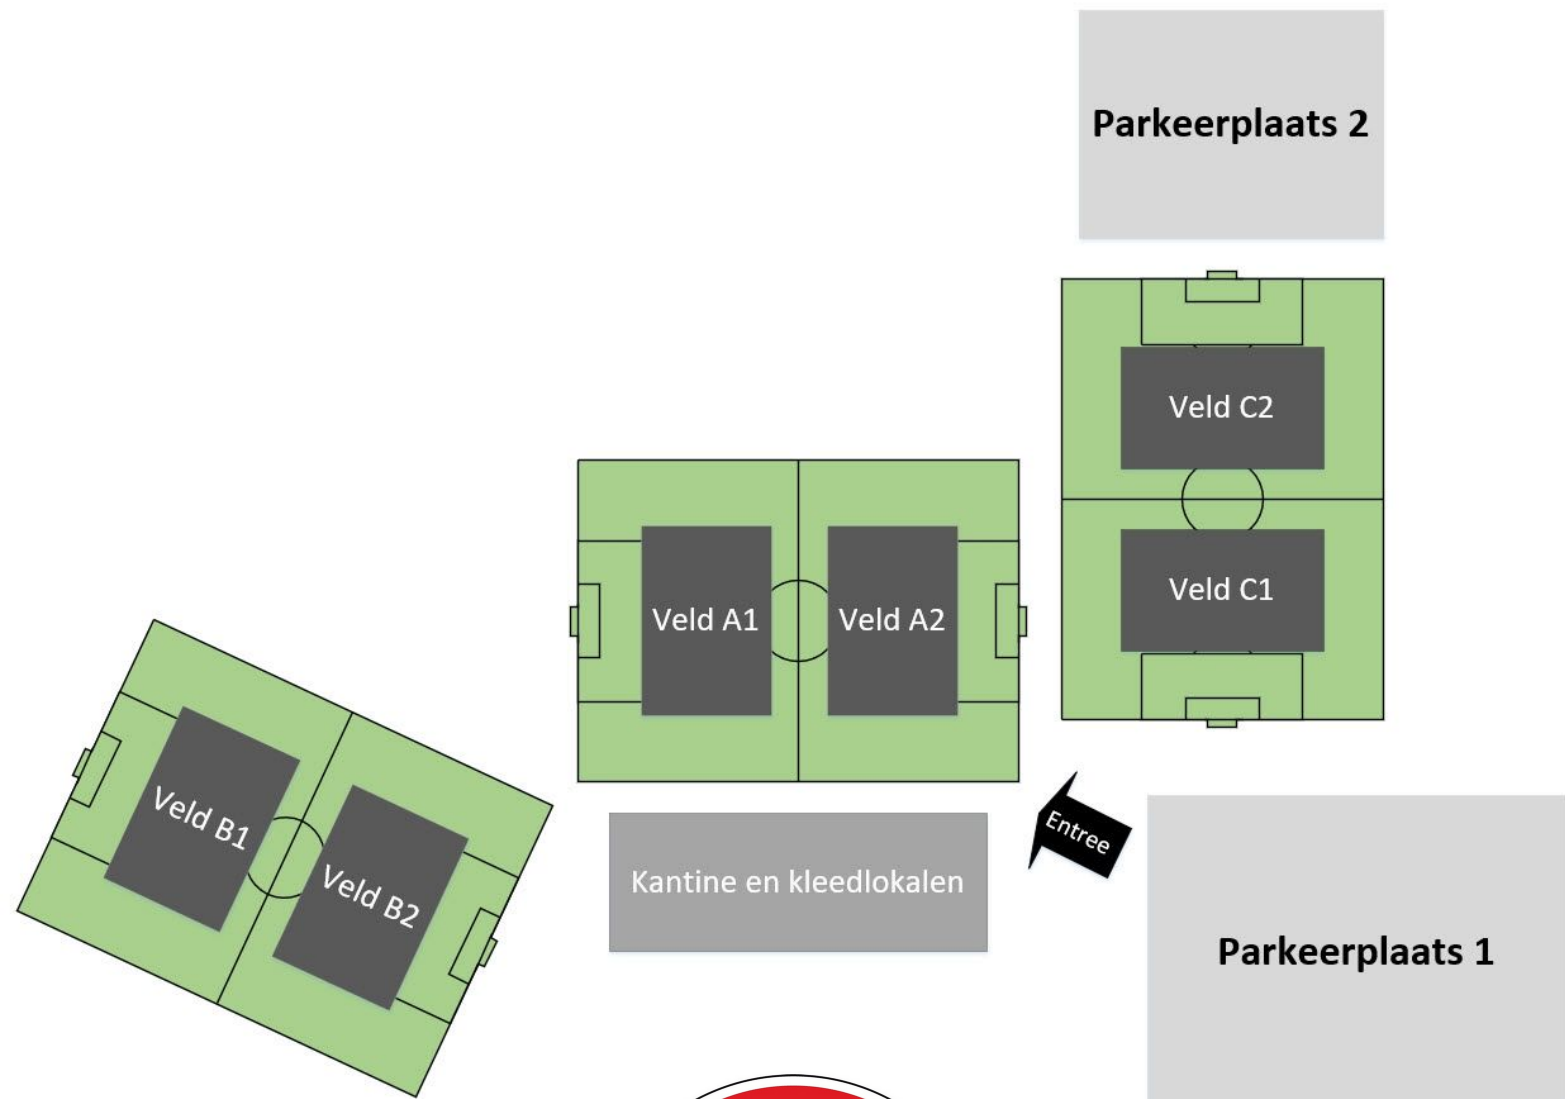 Parkeerplaats 2
Veld C2
Veld C1
Veld A1
Veld A2
Veld B1
Veld B2
Entree
Kantine en kleedlokalen
Parkeerplaats 1